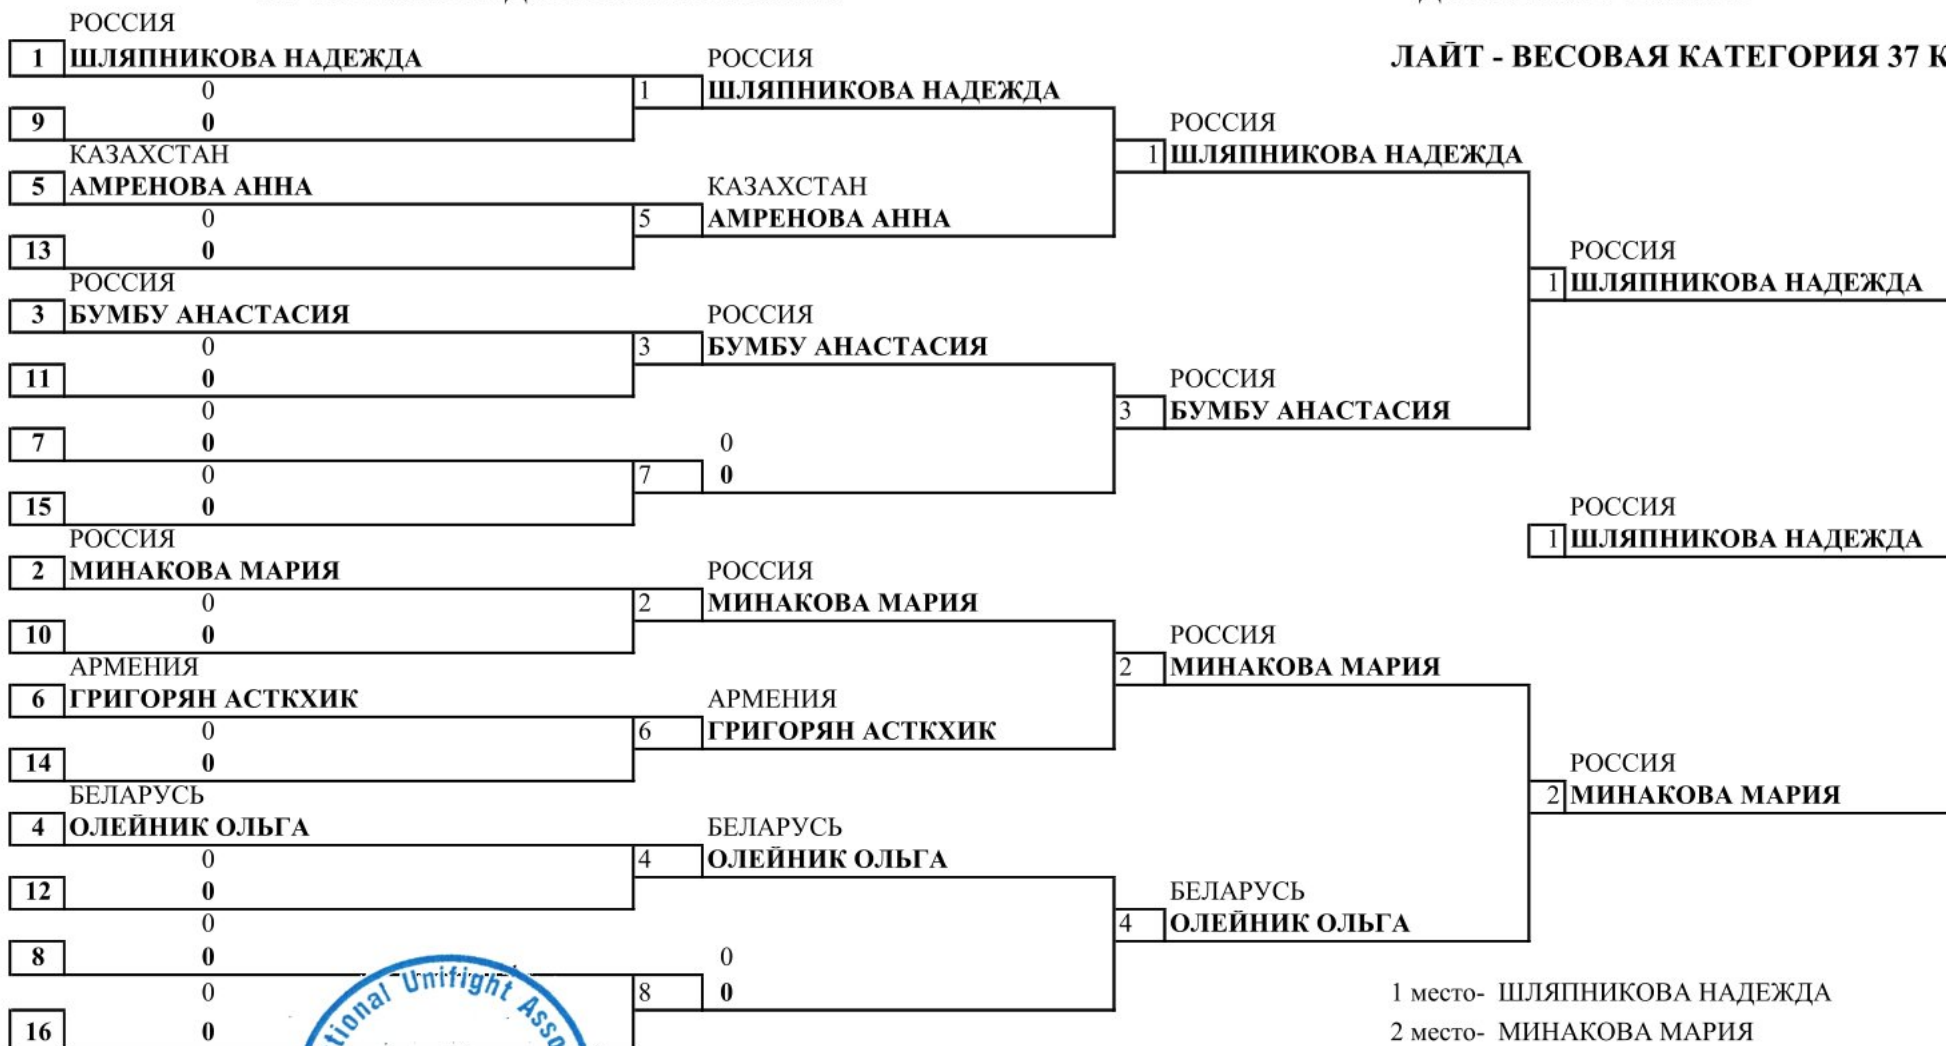 РОССИЯ
1 ШЛЯПНИКОВА НАДЕЖДА
РОССИЯ
ЛАЙТ - ВЕСОВАЯ КАТЕГОРИЯ 37 К
0
1 ШЛЯПНИКОВА НАДЕЖДА
9 0
РОССИЯ
КАЗАХСТАН
1 ШЛЯПНИКОВА НАДЕЖДА
5 АМРЕНОВА АННА
КАЗАХСТАН
0
5 АМРЕНОВА АННА
13 0
РОССИЯ
РОССИЯ
1 ШЛЯПНИКОВА НАДЕЖДА
3 БУМБУ АНАСТАСИЯ
РОССИЯ
0
3 БУМБУ АНАСТАСИЯ
11 0
РОССИЯ
0
3 БУМБУ АНАСТАСИЯ
7 0
0
0
7 0
15 0
РОССИЯ
РОССИЯ
1 ШЛЯПНИКОВА НАДЕЖДА
2 МИНАКОВА МАРИЯ
РОССИЯ
0
2 МИНАКОВА МАРИЯ
10 0
РОССИЯ
АРМЕНИЯ
2 МИНАКОВА МАРИЯ
6 ГРИГОРЯН АСТКХИК
АРМЕНИЯ
0
6 ГРИГОРЯН АСТКХИК
14 0
РОССИЯ
БЕЛАРУСЬ
2 МИНАКОВА МАРИЯ
4 ОЛЕЙНИК ОЛЬГА
БЕЛАРУСЬ
0
4 ОЛЕЙНИК ОЛЬГА
12 0
БЕЛАРУСЬ
0
4 ОЛЕЙНИК ОЛЬГА
8 0
0
0
8 0
1 место- ШЛЯПНИКОВА НАДЕЖДА
16 0
2 место- МИНАКОВА МАРИЯ
tional Unifight Asso